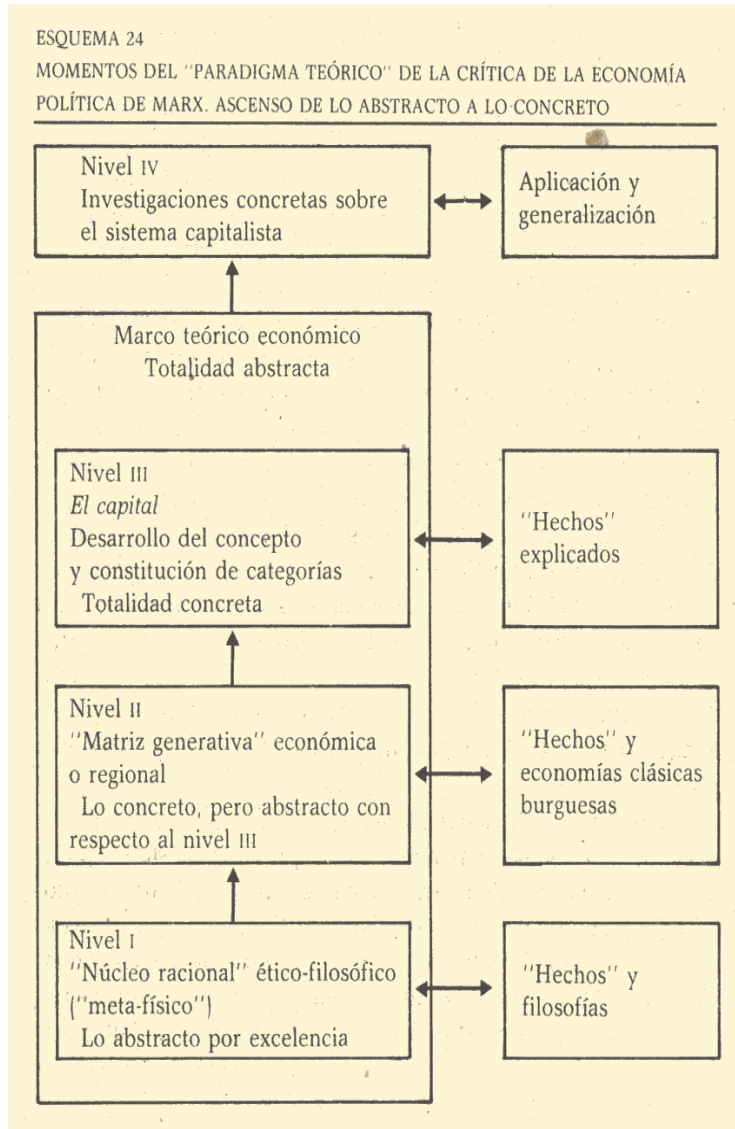 ESQUEMA 24
MOMENTOS DEL "PARADIGMA TEÓRICO" DE LA CRÍTICA DE LA ECONOMÍA
POLÍTICA DE MARX. ASCENSO DE LO ABSTRACTO A LO CONCRETO
Nivel IV
Investigaciones concretas sobre
el sistema capitalista
Aplicación y
generalización
Marco teórico económico
Totalidad abstracta
Nivel III
El capital
Desarrollo del concepto
y constitución de categorías
Totalidad concreta
"Hechos"
explicados
Nivel II
"Matriz generativa" económica
o regional
Lo concreto, pero abstracto con
respecto al nivel III
"Hechos" y
economías clásicas
burguesas
Nivel I
"Núcleo racional" ético-filosófico
("meta-físico")
Lo abstracto por excelencia
"Hechos" y
filosofías